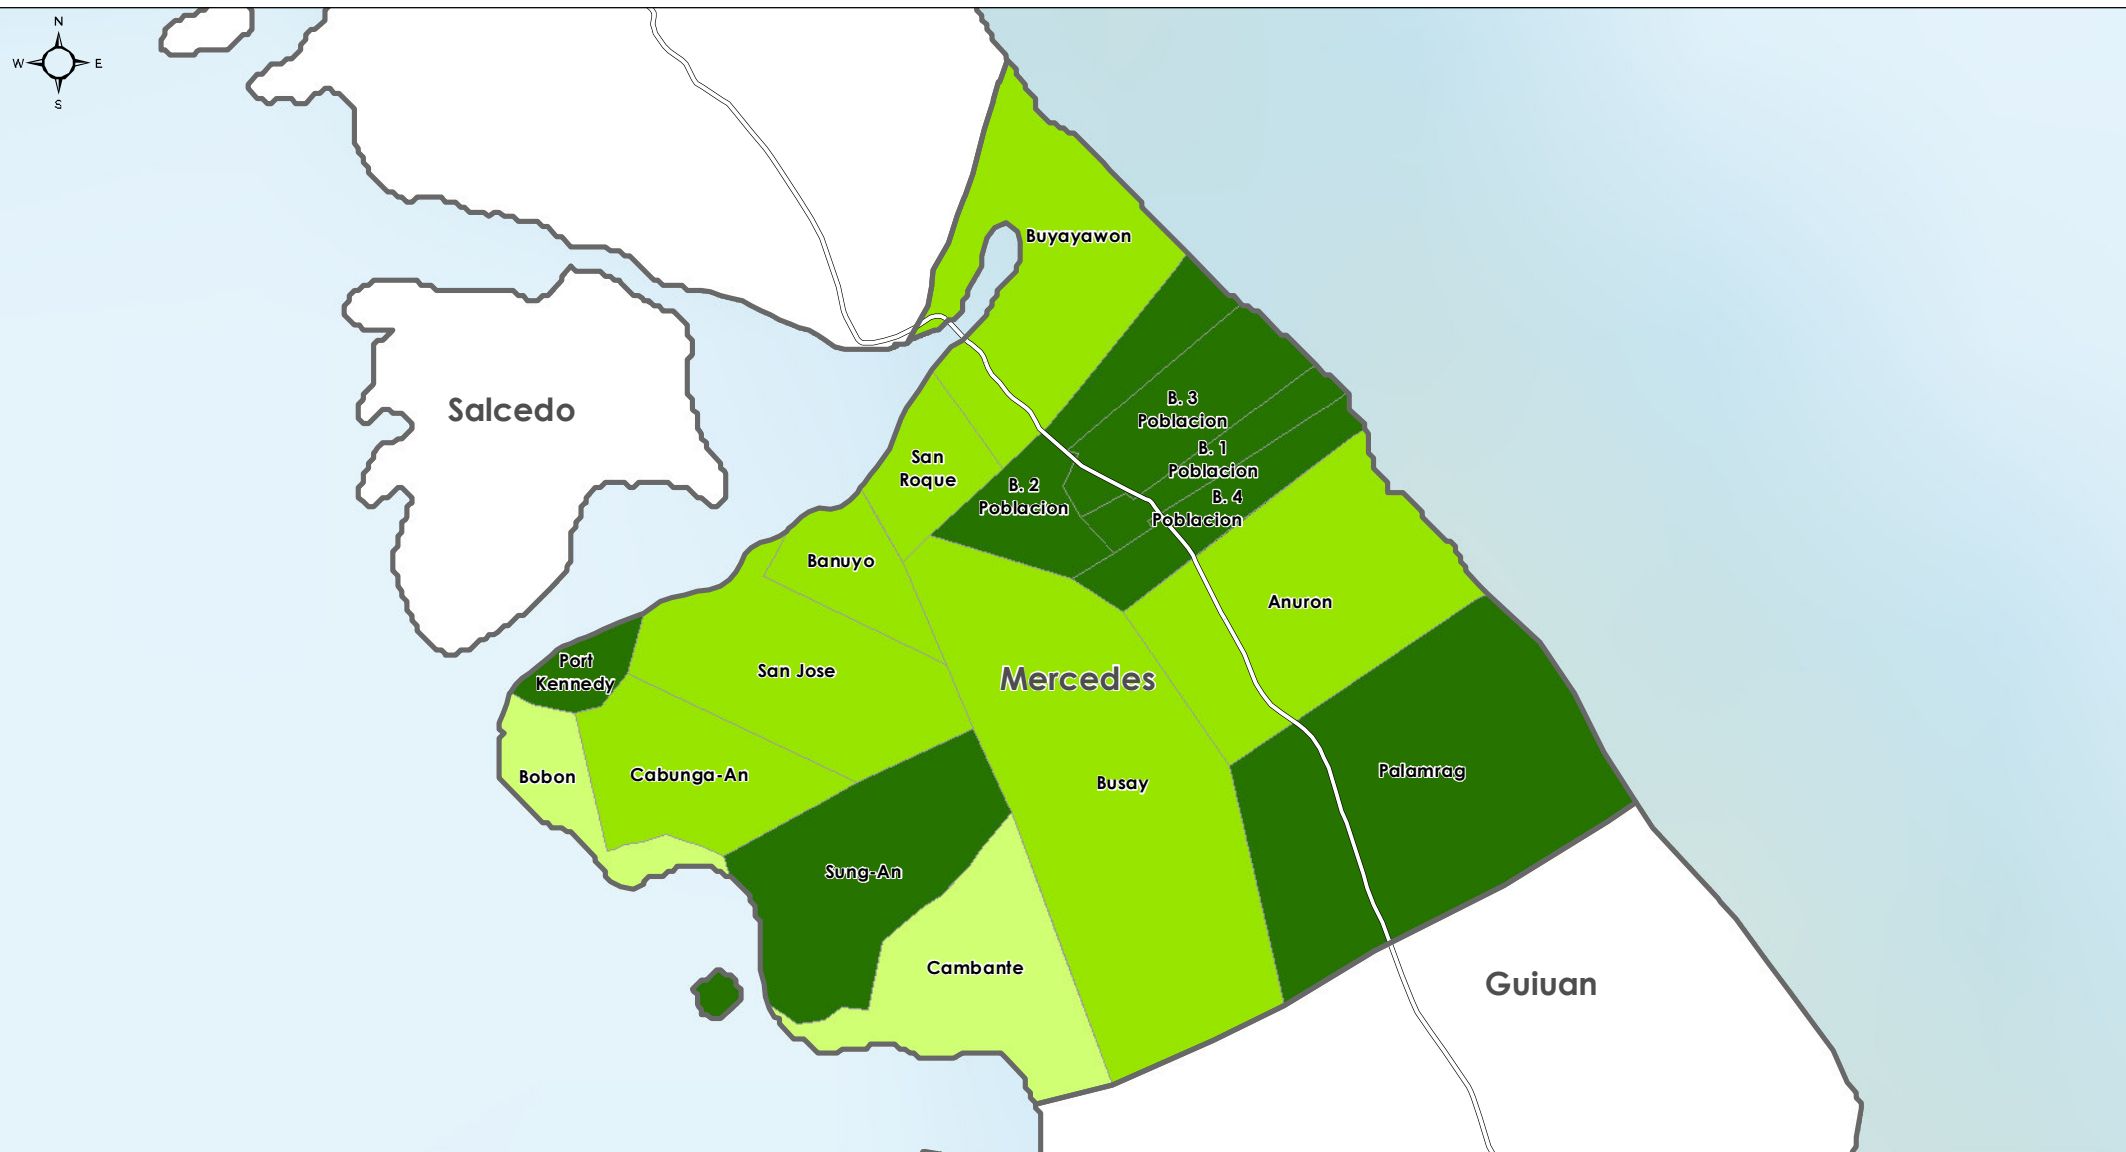 N
W E
S
Buyayawon
B. 3
Poblacion
Salcedo
B. 1
Poblacion
San
Roque
B. 2
Poblacion
B. 4
Poblacion
Banuyo
Anuron
Port
Kennedy
San Jose
Mercedes
Bobon
Cabunga-An
Busay
Palamrag
Sung-An
Cambante
Guiuan